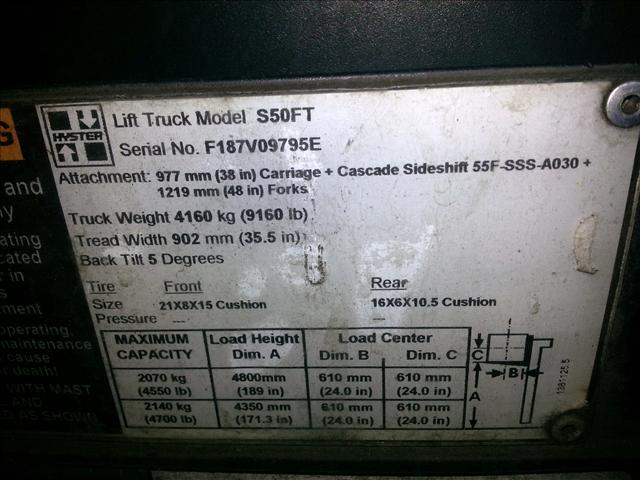 HYSTER
Lift Truck Model S50FT
Serial No. F187V09795E
Attachment: 977 mm (38 in) Carriage + Cascade Sideshift 55F-SSS-A030 +
1219 mm (48 in) Forks
Truck Weight 4160 kg (9160 lb)
Tread Width 902 mm (35.5 in)
Back Tilt 5 Degrees
Tire Front Rear
Size 21X8X15 Cushion 16X6X10.5 Cushion
Pressure --- ---
MAXIMUM CAPACITY Load Height Dim. A Load Center Dim. B Dim. C
2070 kg (4550 lb) 4800mm (189 in) 610 mm (24.0 in) 610 mm (24.0 in)
2140 kg (4700 lb) 4350 mm (171.3 in) 610 mm (24.0 in) 610 mm (24.0 in)
C
B
A
G
and
operating
maintenance
cause
or death!
WITH MAST
AND
AS SHOWN